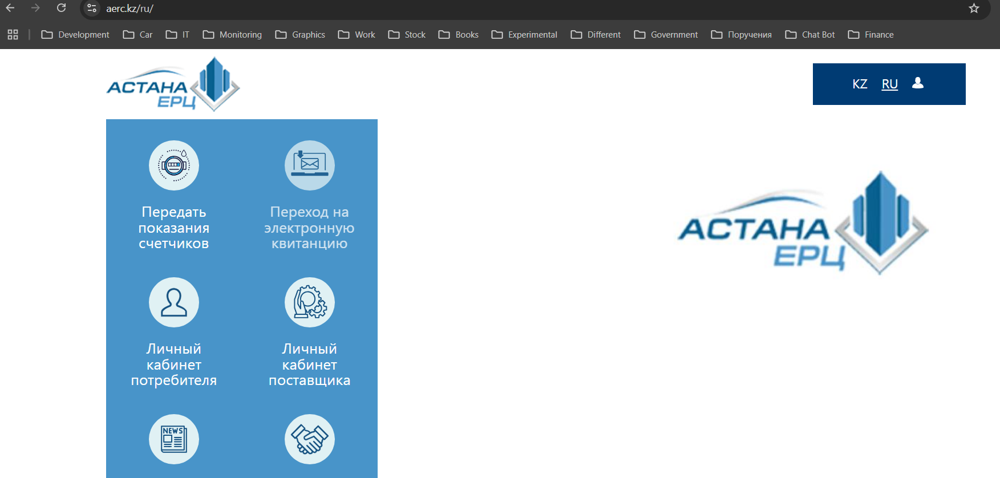 aerc.kz/ru/
Development Car IT Monitoring Graphics Work Stock Books Experimental Different Government Поручения Chat Bot Finance
АСТАНА
ЕРЦ
KZ RU
Передать
показания
счетчиков
Переход на
электронную
квитанцию
АСТАНА
ЕРЦ
Личный
кабинет
потребителя
Личный
кабинет
поставщика
NEWS